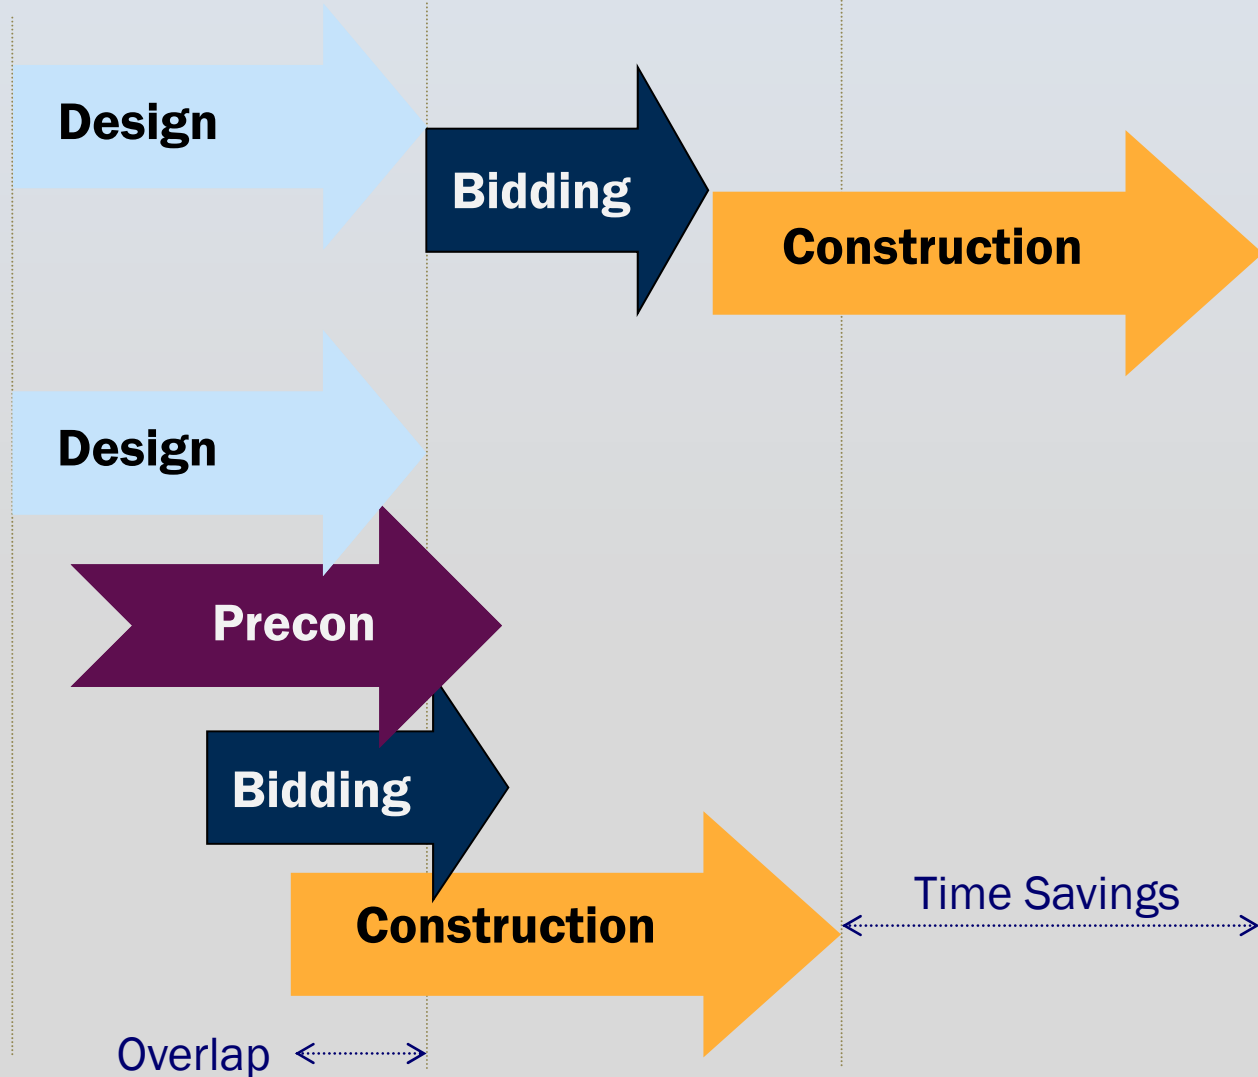 Design
Bidding
Construction
Design
Precon
Bidding
Construction
Time Savings
Overlap